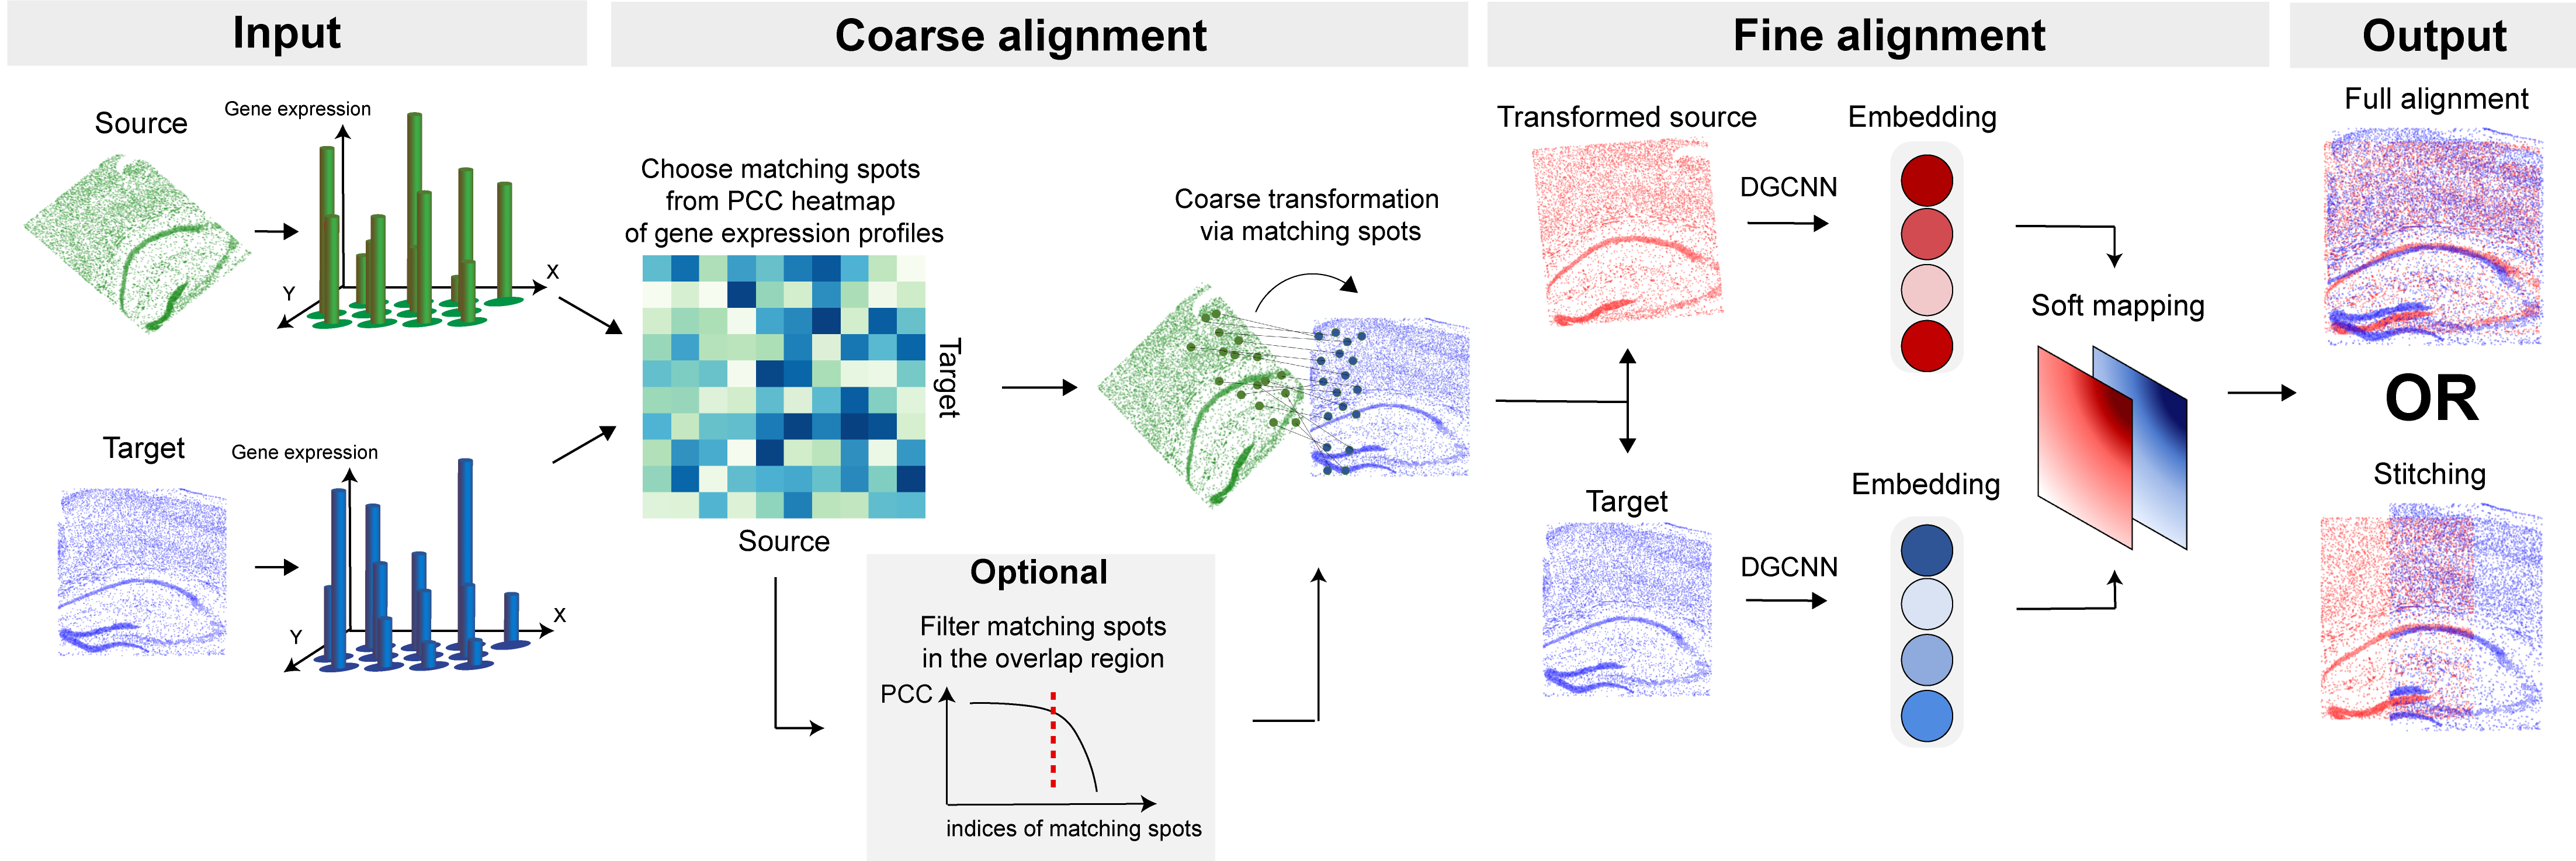 Input
Coarse alignment
Fine alignment
Output
Source
Gene expression
X
Y
Target
Gene expression
X
Y
Choose matching spots
from PCC heatmap
of gene expression profiles
Target
Source
Coarse transformation
via matching spots
Optional
Filter matching spots
in the overlap region
PCC
indices of matching spots
Transformed source
DGCNN
Embedding
Target
DGCNN
Embedding
Soft mapping
Full alignment
OR
Stitching